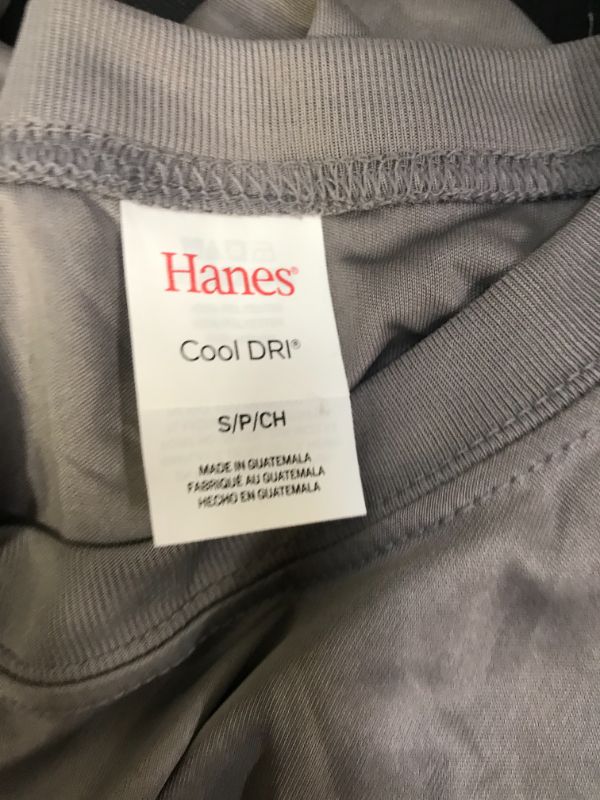 Hanes®
Cool DRI®
S/P/CH
MADE IN GUATEMALA
FABRIQUÉ AU GUATEMALA
HECHO EN GUATEMALA